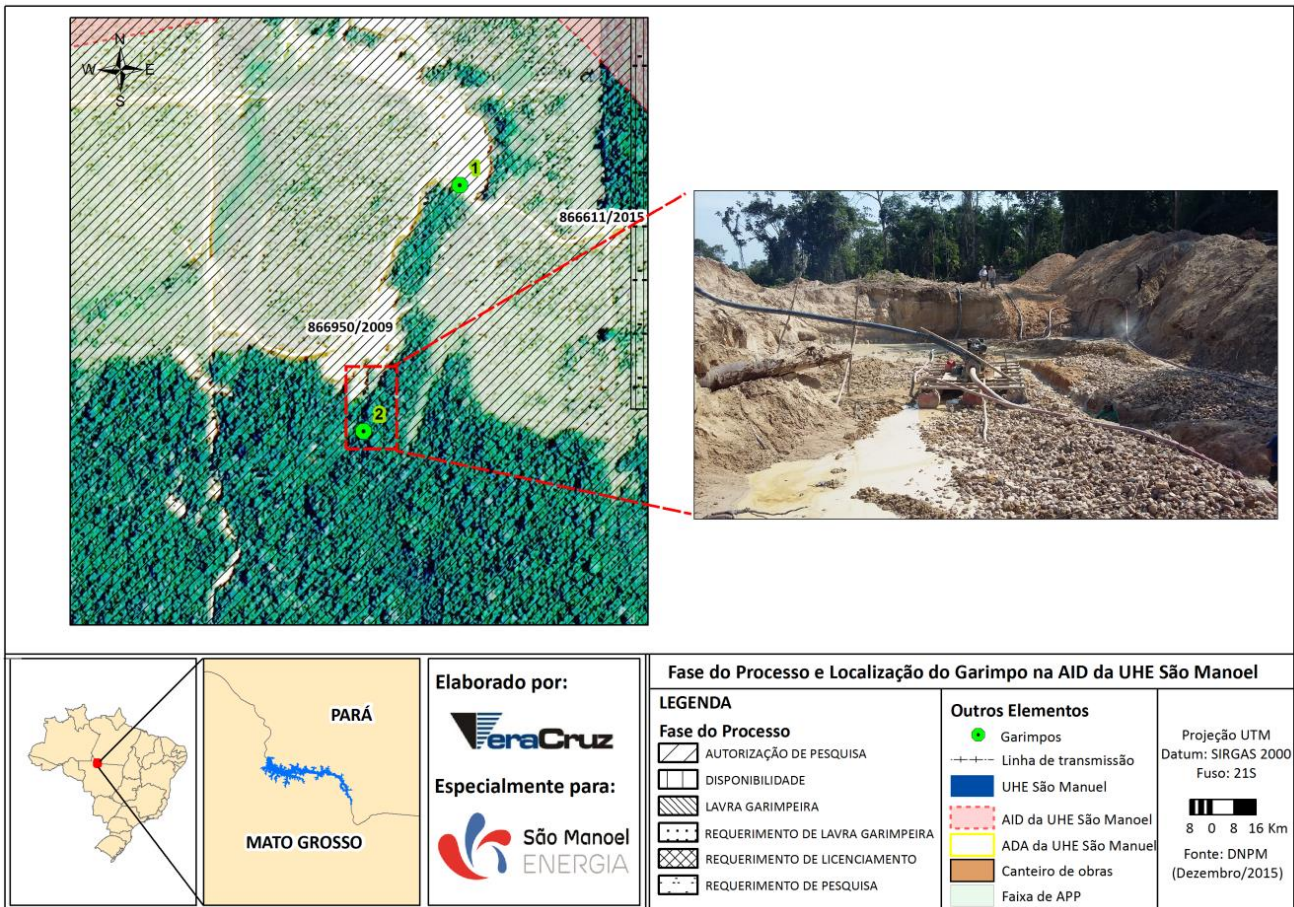 N
W E
S
1
866611/2015
866950/2009
2
PARÁ
MATO GROSSO
Elaborado por:
VeraCruz
Especialmente para:
São Manoel
ENERGIA
Fase do Processo e Localização do Garimpo na AID da UHE São Manoel
LEGENDA
Fase do Processo
AUTORIZAÇÃO DE PESQUISA
DISPONIBILIDADE
LAVRA GARIMPEIRA
REQUERIMENTO DE LAVRA GARIMPEIRA
REQUERIMENTO DE LICENCIAMENTO
REQUERIMENTO DE PESQUISA
Outros Elementos
Garimpos
Linha de transmissão
UHE São Manuel
AID da UHE São Manoel
ADA da UHE São Manuel
Canteiro de obras
Faixa de APP
Projeção UTM
Datum: SIRGAS 2000
Fuso: 21S
8 0 8 16 Km
Fonte: DNPM
(Dezembro/2015)